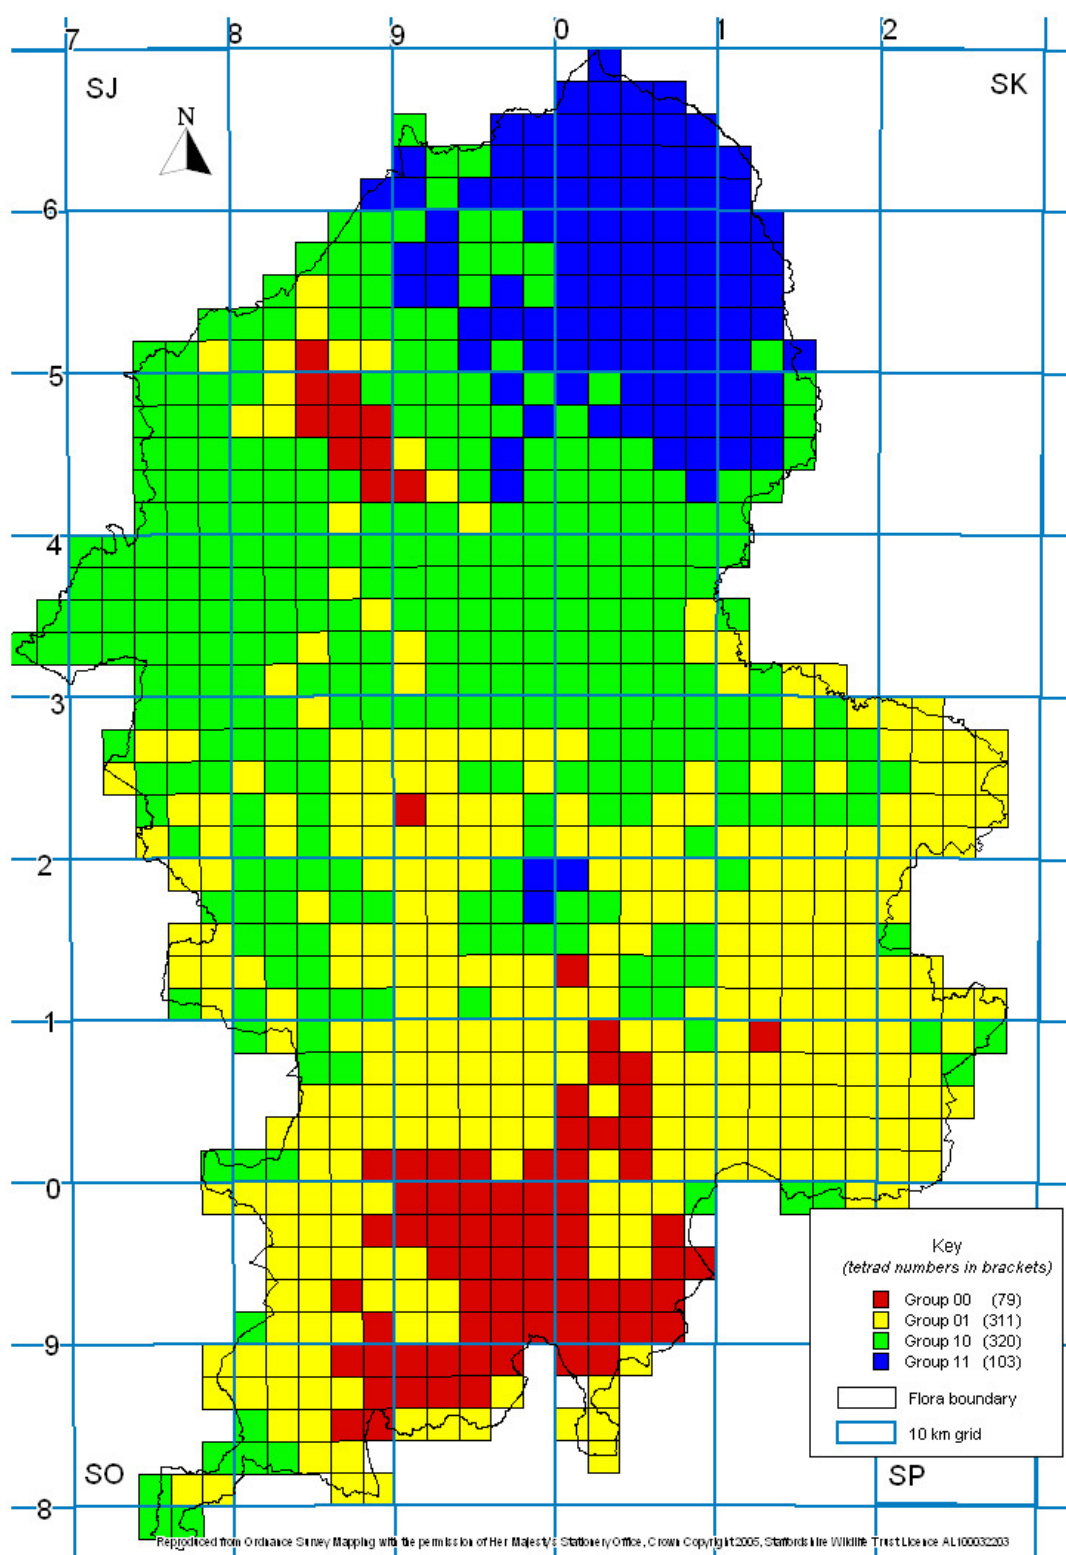 7 8 9 0 1 2
SJ SK
N
6
5
4
3
2
1
0
Key
(tetrad numbers in brackets)
Group 00 (79)
Group 01 (311)
Group 10 (320)
Group 11 (103)
9
Flora boundary
10 km grid
SO SP
8
Reproduced from Ordnance Survey Mapping with the permission of Her Majesty's Stationery Office, Crown Copyright 2005, Staffordshire Wildlife Trust Licence AL100032203